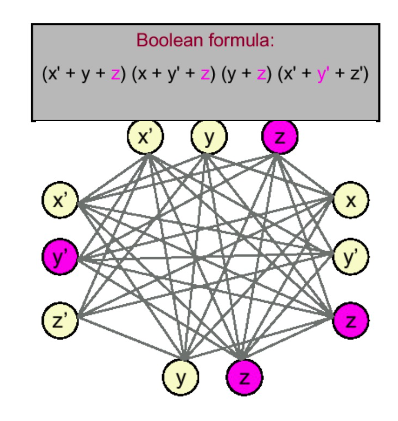 Boolean formula:
(x' + y + z) (x + y' + z) (y + z) (x' + y' + z')
x' y z
x' x
y' y'
z' z
y z